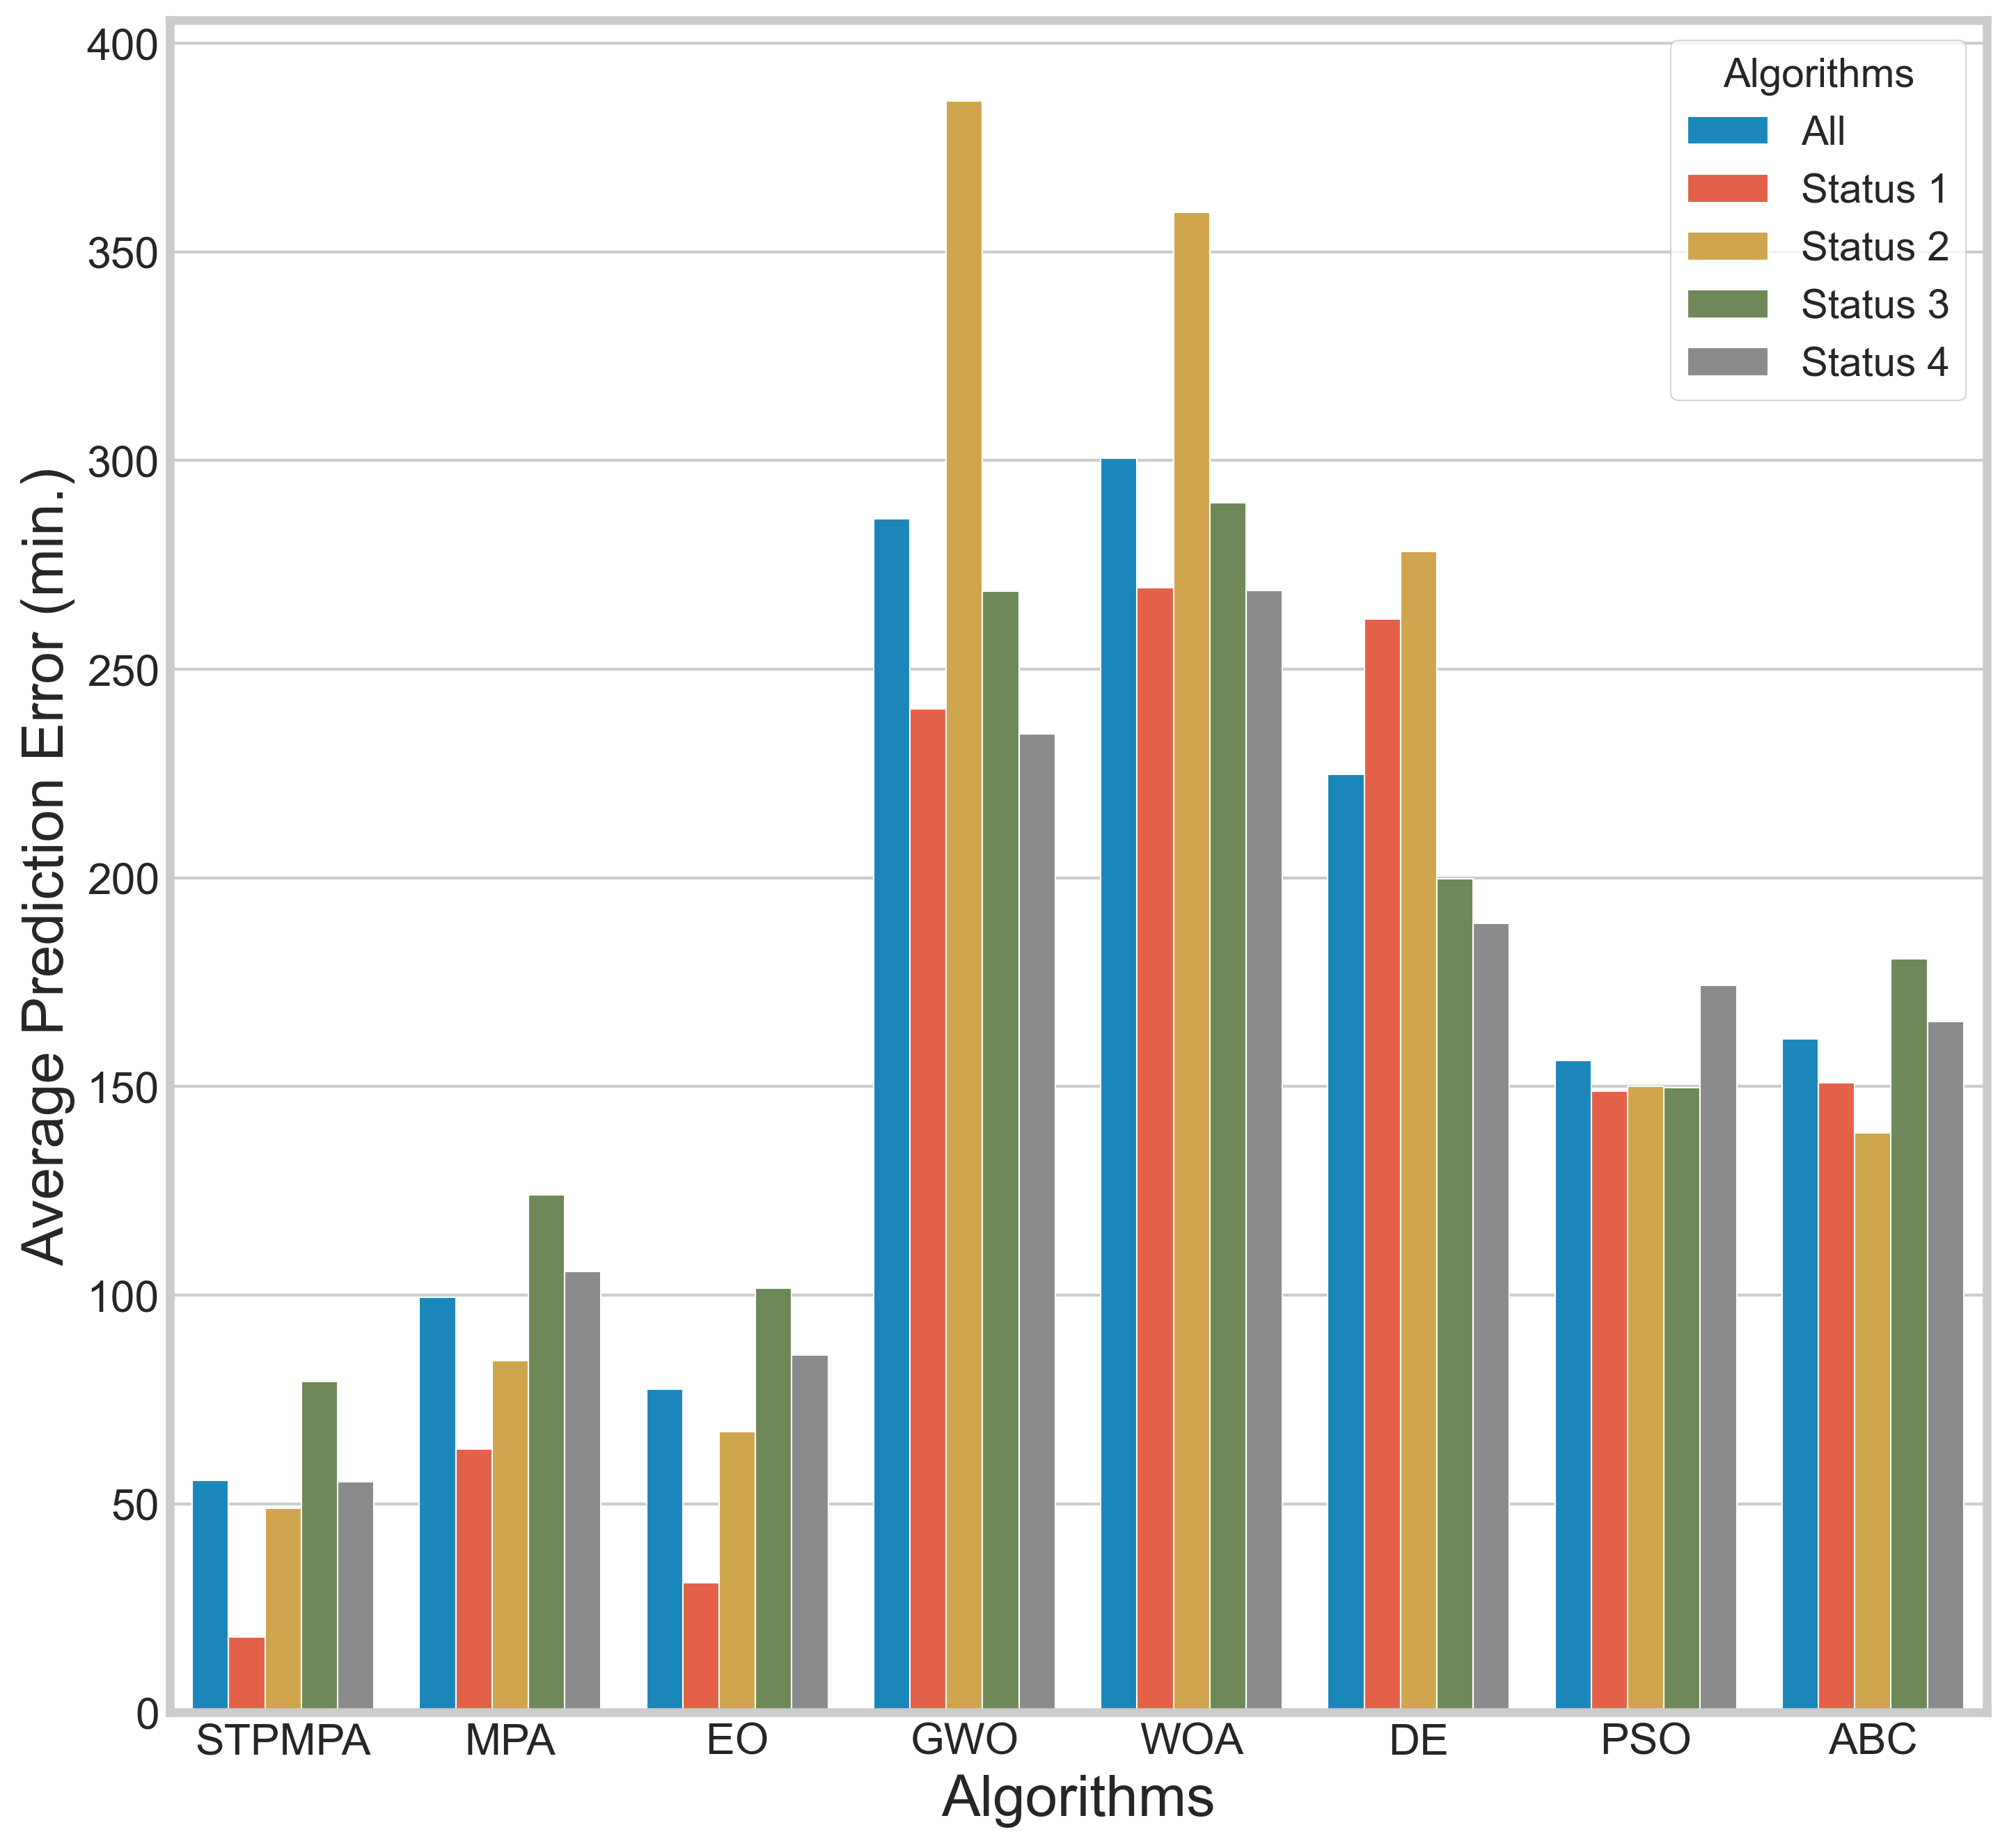 Algorithms
All
Status 1
Status 2
Status 3
Status 4
Average Prediction Error (min.)
400
350
300
250
200
150
100
50
0
STPMPA MPA EO GWO WOA DE PSO ABC
Algorithms